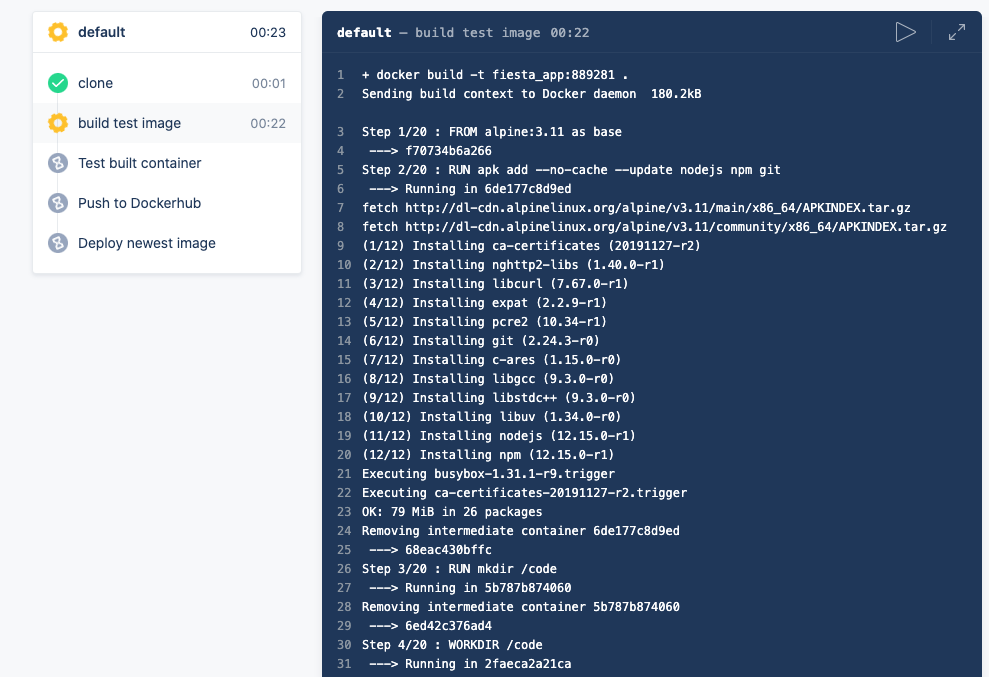 default 00:23
clone 00:01
build test image 00:22
Test built container
Push to Dockerhub
Deploy newest image
default — build test image 00:22
1 + docker build -t fiesta_app:889281 .
2 Sending build context to Docker daemon  180.2kB
3 Step 1/20 : FROM alpine:3.11 as base
4  ---> f70734b6a266
5 Step 2/20 : RUN apk add --no-cache --update nodejs npm git
6  ---> Running in 6de177c8d9ed
7 fetch http://dl-cdn.alpinelinux.org/alpine/v3.11/main/x86_64/APKINDEX.tar.gz
8 fetch http://dl-cdn.alpinelinux.org/alpine/v3.11/community/x86_64/APKINDEX.tar.gz
9 (1/12) Installing ca-certificates (20191127-r2)
10 (2/12) Installing nghttp2-libs (1.40.0-r1)
11 (3/12) Installing libcurl (7.67.0-r1)
12 (4/12) Installing expat (2.2.9-r1)
13 (5/12) Installing pcre2 (10.34-r1)
14 (6/12) Installing git (2.24.3-r0)
15 (7/12) Installing c-ares (1.15.0-r0)
16 (8/12) Installing libgcc (9.3.0-r0)
17 (9/12) Installing libstdc++ (9.3.0-r0)
18 (10/12) Installing libuv (1.34.0-r0)
19 (11/12) Installing nodejs (12.15.0-r1)
20 (12/12) Installing npm (12.15.0-r1)
21 Executing busybox-1.31.1-r9.trigger
22 Executing ca-certificates-20191127-r2.trigger
23 OK: 79 MiB in 26 packages
24 Removing intermediate container 6de177c8d9ed
25  ---> 68eac430bffc
26 Step 3/20 : RUN mkdir /code
27  ---> Running in 5b787b874060
28 Removing intermediate container 5b787b874060
29  ---> 6ed42c376ad4
30 Step 4/20 : WORKDIR /code
31  ---> Running in 2faeca2a21ca